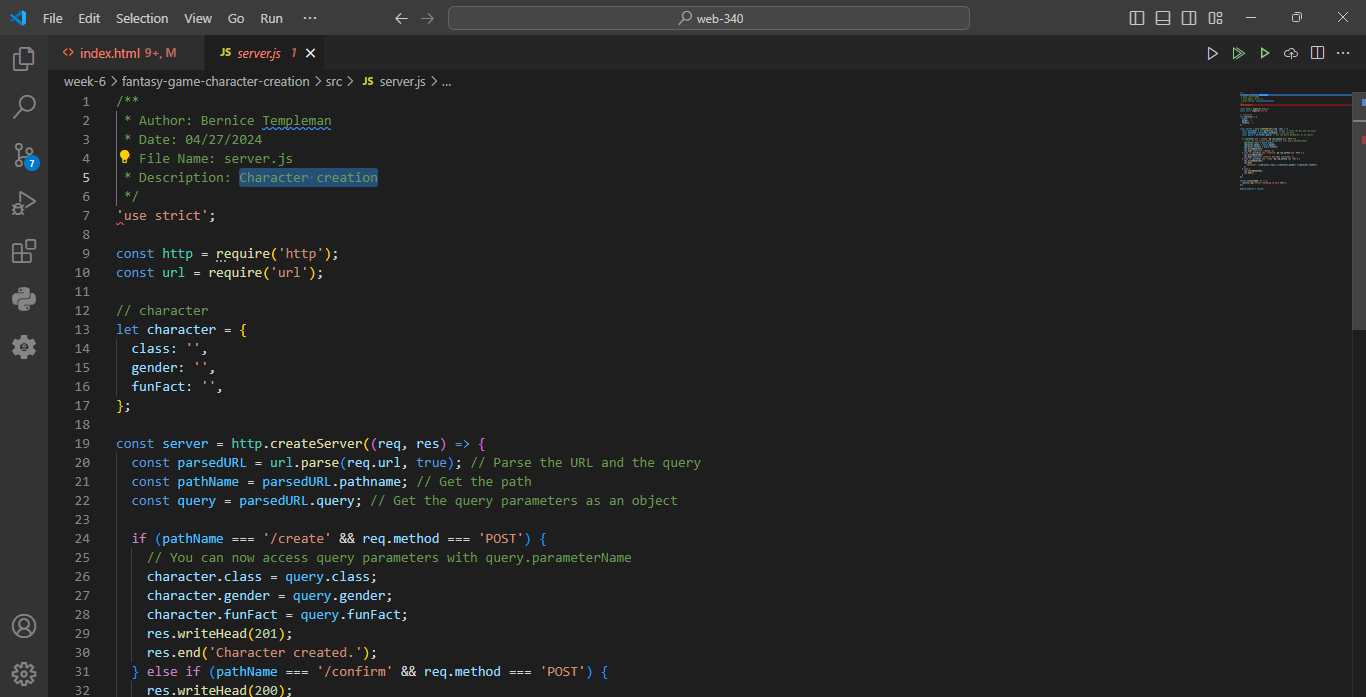 File Edit Selection View Go Run ··· web-340
index.html 9+, M JS server.js 1
week-6 > fantasy-game-character-creation > src > JS server.js > ...
1 /**
2  * Author: Bernice Templeman
3  * Date: 04/27/2024
4 File Name: server.js
5  * Description: Character creation
6  */
7 'use strict';
8
9 const http = require('http');
10 const url = require('url');
11
12 // character
13 let character = {
14   class: '',
15   gender: '',
16   funFact: '',
17 };
18
19 const server = http.createServer((req, res) => {
20   const parsedURL = url.parse(req.url, true); // Parse the URL and the query
21   const pathName = parsedURL.pathname; // Get the path
22   const query = parsedURL.query; // Get the query parameters as an object
23
24   if (pathName === '/create' && req.method === 'POST') {
25     // You can now access query parameters with query.parameterName
26     character.class = query.class;
27     character.gender = query.gender;
28     character.funFact = query.funFact;
29     res.writeHead(201);
30     res.end('Character created.');
31   } else if (pathName === '/confirm' && req.method === 'POST') {
32     res.writeHead(200);
7